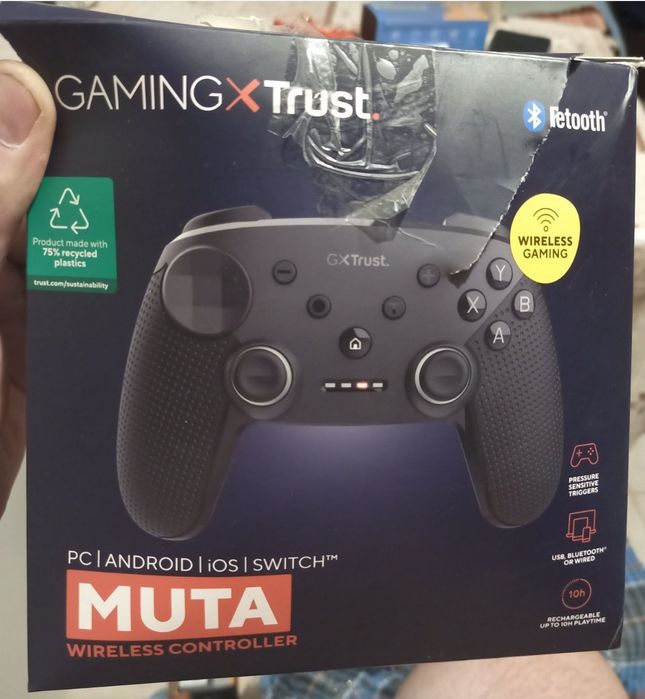 GAMINGXTrust.
Product made with
75% recycled
plastics
trust.com/sustainability
WIRELESS
GAMING
GXTrust.
Y
X
B
A
PRESSURE
SENSITIVE
TRIGGERS
USB, BLUETOOTH®
OR WIRED
10h
RECHARGEABLE
UP TO 10H PLAYTIME
PC | ANDROID | iOS | SWITCH™
MUTA
WIRELESS CONTROLLER